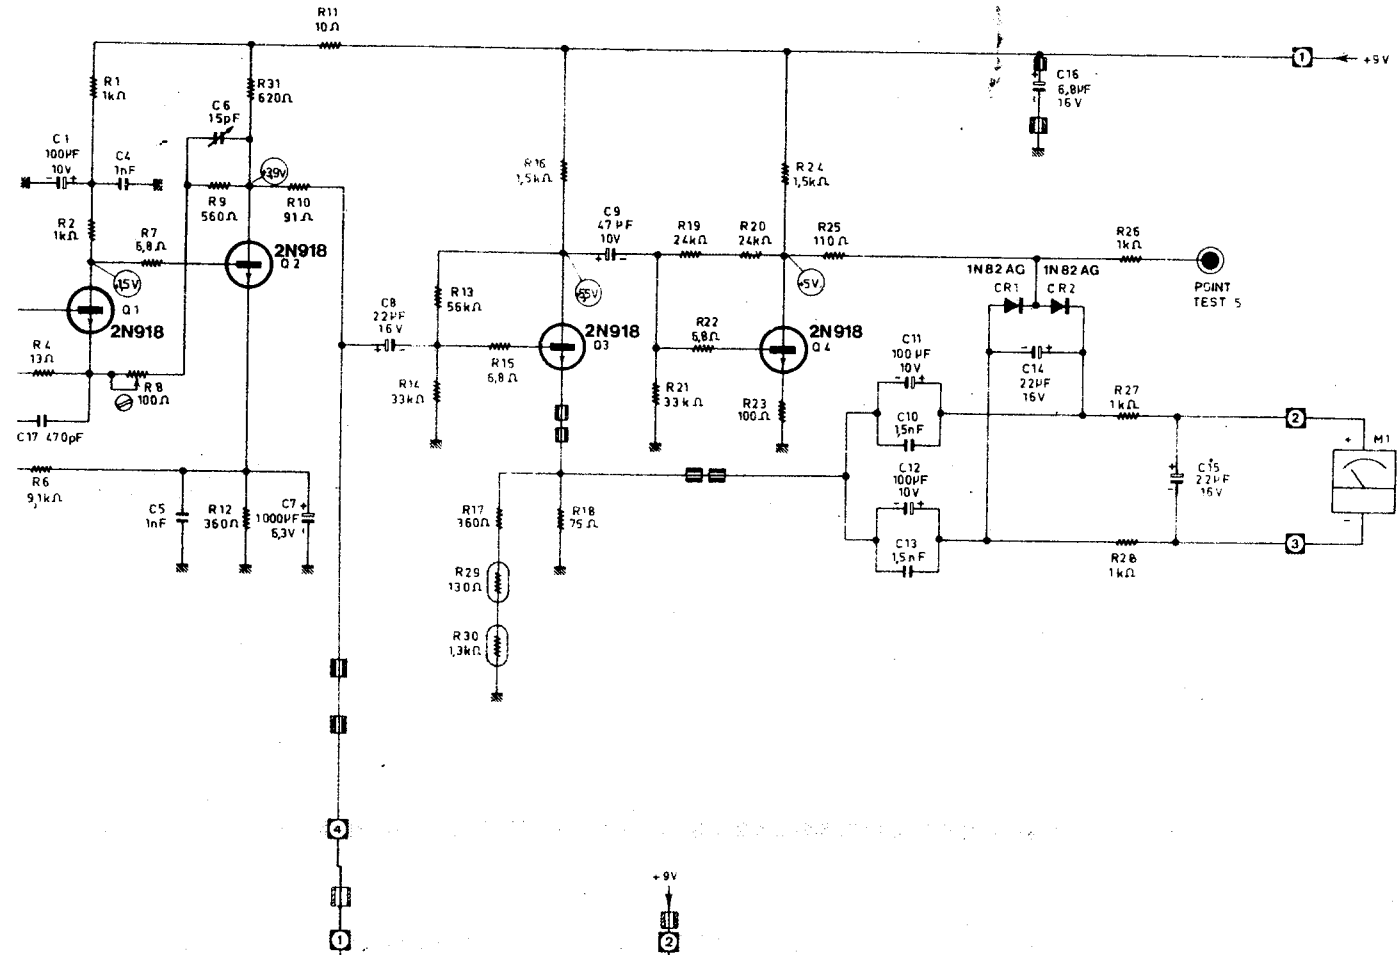 R11
10Ω
R1
1kΩ
R31
620Ω
C6
15pF
C1
100µF
10V
- +
C4
1nF
R2
1kΩ
R7
6,8Ω
R9
560Ω
+3,9V
R10
91Ω
2N918
Q2
+1,5V
Q1
2N918
R4
13Ω
R8
100Ω
C17 470pF
R6
9,1kΩ
C5
1nF
R12
360Ω
C7
1000µF
6,3V
+
-
R16
1,5kΩ
R13
56kΩ
C8
22µF
16V
+ -
R14
33kΩ
R15
6,8Ω
+5,5V
2N918
Q3
C9
47µF
10V
+ -
R19
24kΩ
R20
24kΩ
R24
1,5kΩ
R25
110Ω
+5V
R22
6,8Ω
2N918
Q4
R21
33kΩ
R23
100Ω
R17
360Ω
R18
75Ω
R29
130Ω
R30
1,3kΩ
C16
6,8µF
16V
+
-
1
+9V
R26
1kΩ
POINT
TEST 5
1N82AG
1N82AG
CR1
CR2
C11
100µF
10V
- +
C10
1,5nF
C14
22µF
16V
- +
R27
1kΩ
2
C12
100µF
10V
- +
C13
1,5nF
C15
22µF
16V
+
-
+
M1
-
R28
1kΩ
3
4
1
+9V
2